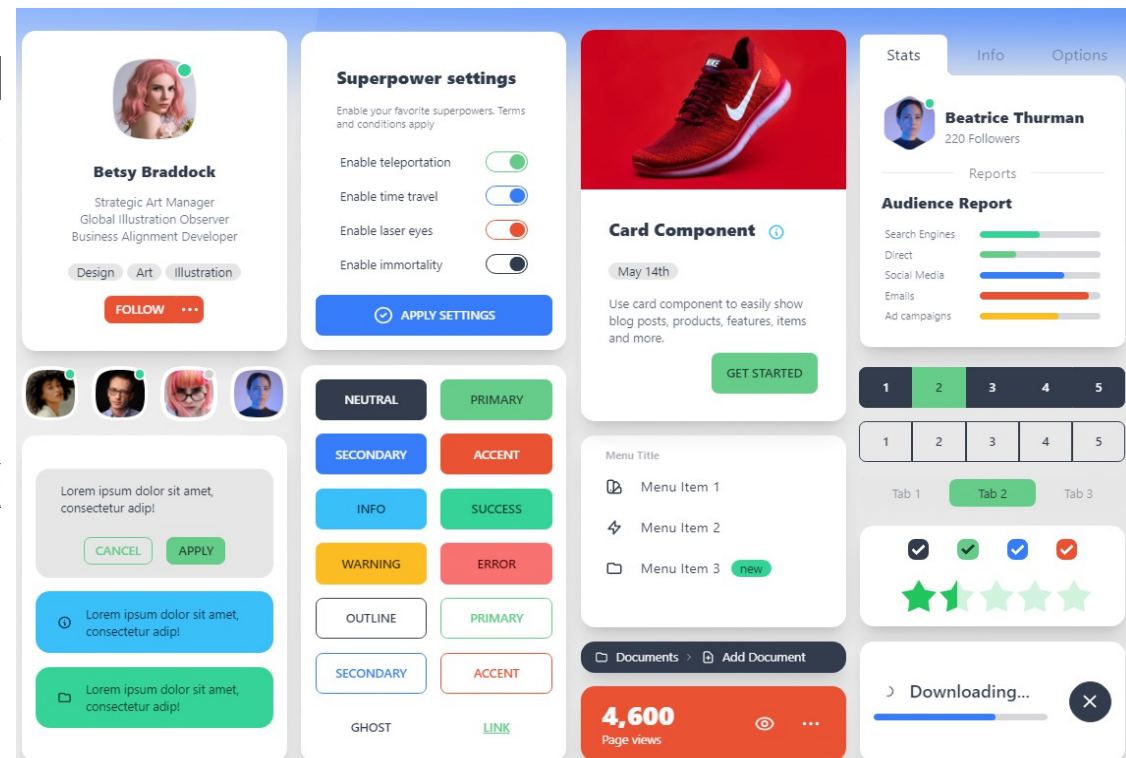 Betsy Braddock
Strategic Art Manager
Global Illustration Observer
Business Alignment Developer
Design Art Illustration
FOLLOW
Lorem ipsum dolor sit amet,
consectetur adip!
CANCEL APPLY
Lorem ipsum dolor sit amet,
consectetur adip!
Lorem ipsum dolor sit amet,
consectetur adip!
Superpower settings
Enable your favorite superpowers. Terms
and conditions apply
Enable teleportation
Enable time travel
Enable laser eyes
Enable immortality
APPLY SETTINGS
NEUTRAL PRIMARY
SECONDARY ACCENT
INFO SUCCESS
WARNING ERROR
OUTLINE PRIMARY
SECONDARY ACCENT
GHOST LINK
NIKE
Card Component
May 14th
Use card component to easily show
blog posts, products, features, items
and more.
GET STARTED
Menu Title
Menu Item 1
Menu Item 2
Menu Item 3 new
Documents > Add Document
4,600
Page views
Stats Info Options
Beatrice Thurman
220 Followers
Reports
Audience Report
Search Engines
Direct
Social Media
Emails
Ad campaigns
1 2 3 4 5
1 2 3 4 5
Tab 1 Tab 2 Tab 3
Downloading...